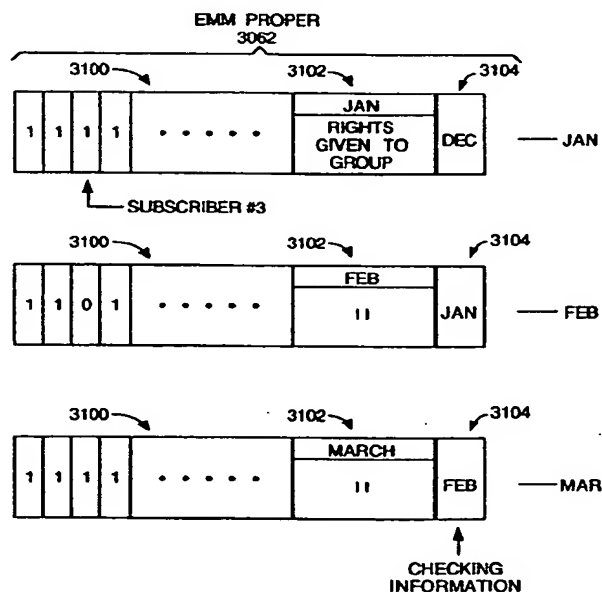 EMM PROPER
3062
3100
3102
3104
1 1 1 1
• • • • •
JAN
RIGHTS
GIVEN TO
GROUP
DEC
JAN
SUBSCRIBER #3
3100
3102
3104
1 1 0 1
• • • • •
FEB
II
JAN
FEB
3100
3102
3104
1 1 1 1
• • • • •
MARCH
II
FEB
MAR
CHECKING
INFORMATION